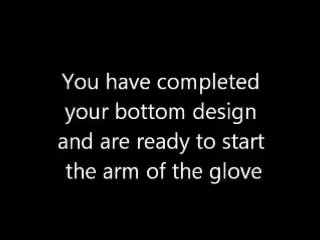 You have completed
your bottom design
and are ready to start
the arm of the glove